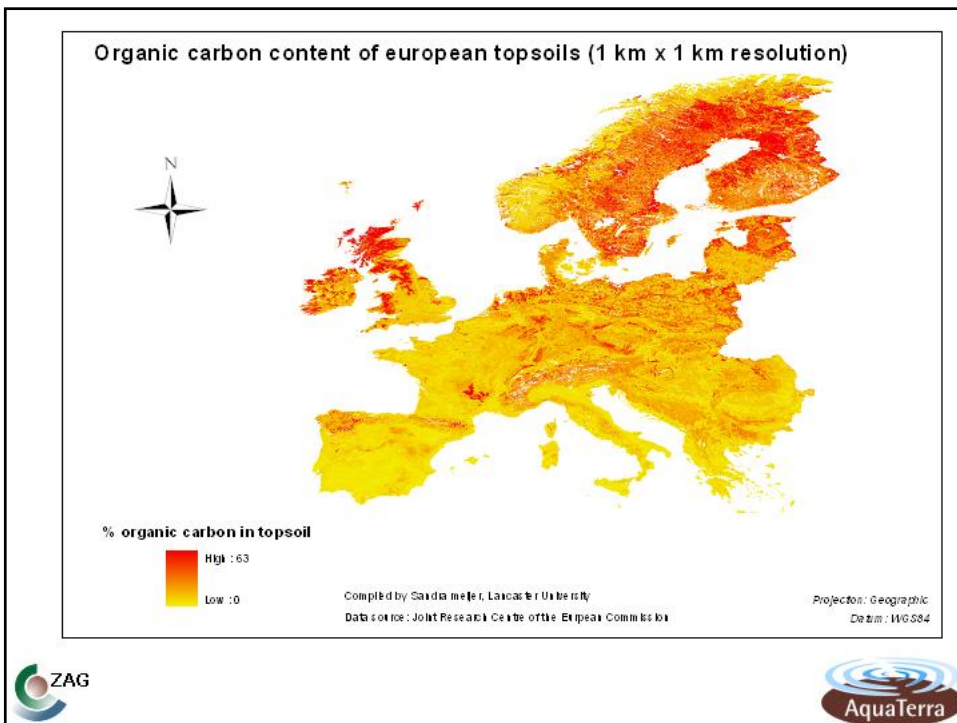 Organic carbon content of european topsoils (1 km x 1 km resolution)
N
% organic carbon in topsoil
High : 63
Low : 0
Compiled by Sandra meijer, Lancaster University
Data source: Joint Research Centre of the Eurpean Commission
Projection: Geographic
Datum : WGS84
ZAG
AquaTerra